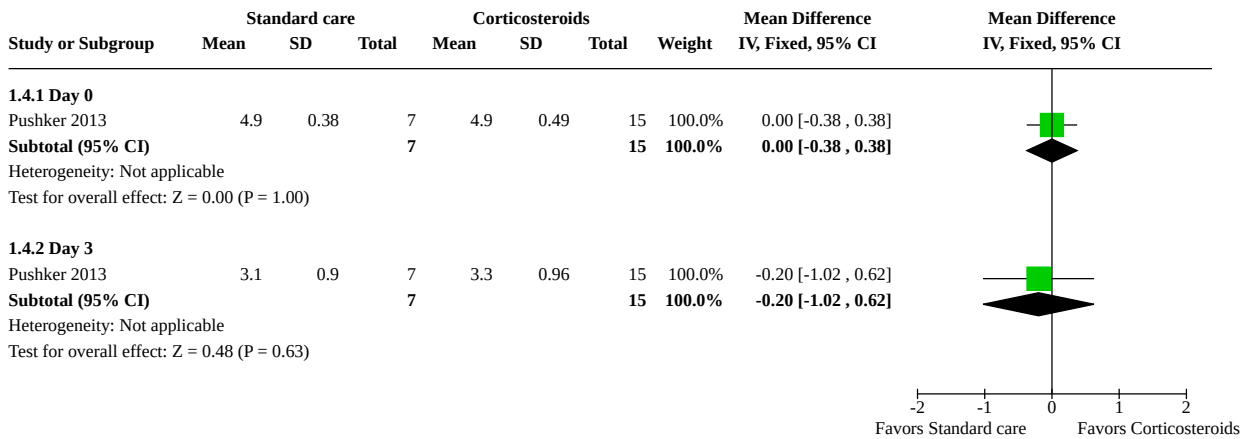 Standard care Corticosteroids Mean Difference Mean Difference
Study or Subgroup Mean SD Total Mean SD Total Weight IV, Fixed, 95% CI IV, Fixed, 95% CI
1.4.1 Day 0
Pushker 2013 4.9 0.38 7 4.9 0.49 15 100.0% 0.00 [-0.38 , 0.38]
Subtotal (95% CI) 7 15 100.0% 0.00 [-0.38 , 0.38]
Heterogeneity: Not applicable
Test for overall effect: Z = 0.00 (P = 1.00)
1.4.2 Day 3
Pushker 2013 3.1 0.9 7 3.3 0.96 15 100.0% -0.20 [-1.02 , 0.62]
Subtotal (95% CI) 7 15 100.0% -0.20 [-1.02 , 0.62]
Heterogeneity: Not applicable
Test for overall effect: Z = 0.48 (P = 0.63)
-2 -1 0 1 2
Favors Standard care Favors Corticosteroids